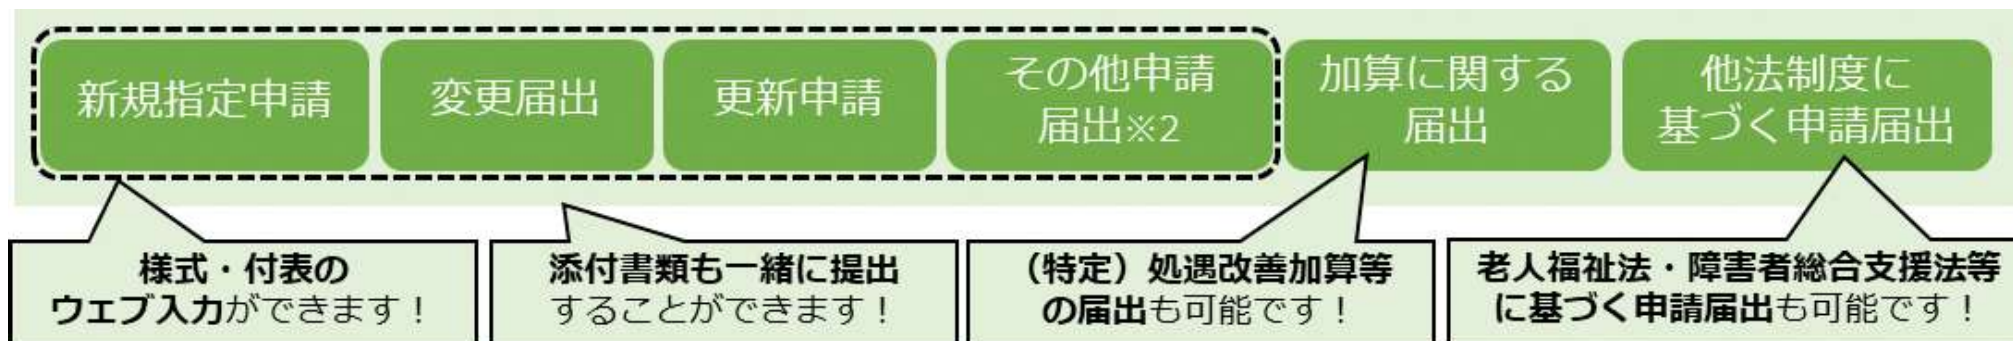 新規指定申請
変更届出
更新申請
その他申請
届出※2
加算に関する
届出
他法制度に
基づく申請届出
様式・付表の
ウェブ入力ができます！
添付書類も一緒に提出
することができます！
（特定）処遇改善加算等
の届出も可能です！
老人福祉法・障害者総合支援法等
に基づく申請届出も可能です！